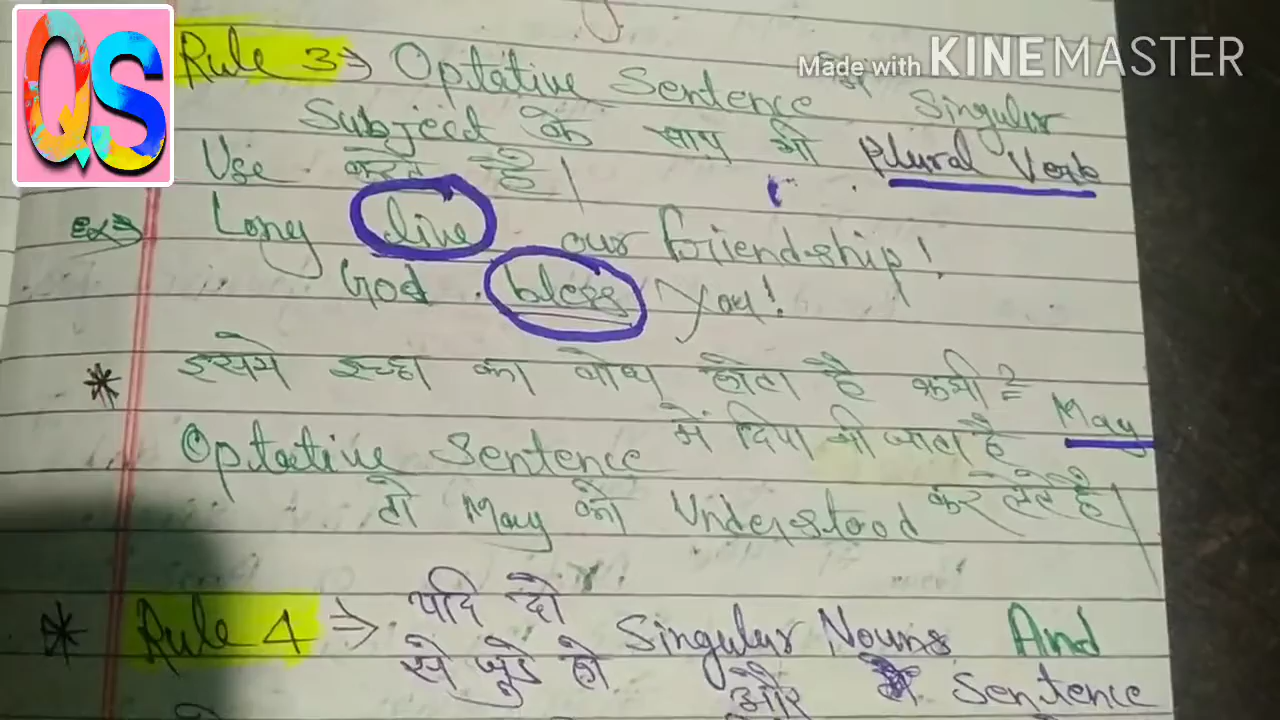 QS
Made with KINEMASTER
Rule 3 ⇒ Optative Sentence में Singular
Subject के साथ भी Plural Verb
Use करते है।
Ex ⇒ Long live our friendship!
God bless You!
* इसमे इच्छा का बोध होता है कभी २ May
Optative Sentence में दिया भी जाता है
तो May को Understood कर लेते है।
* Rule 4 ⇒ यदि दो Singular Nouns And
से जुडे हो और Sentence